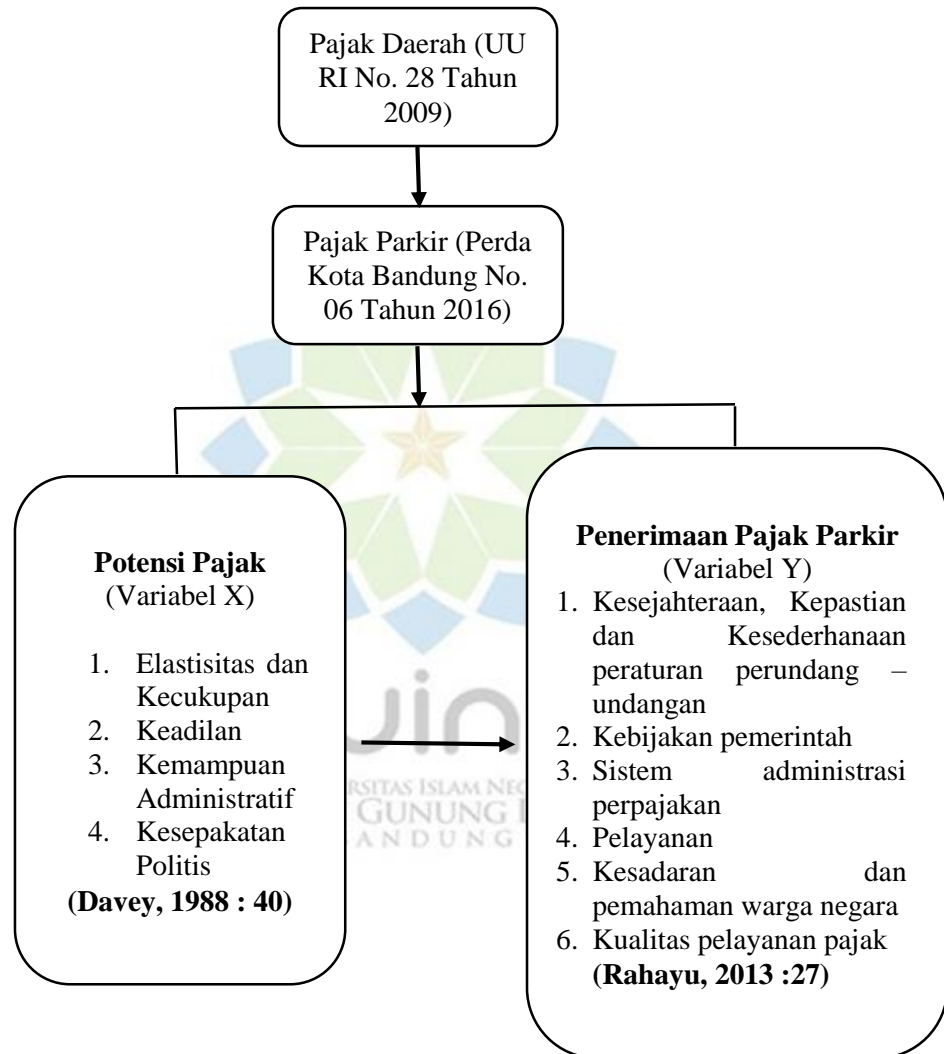 Pajak Daerah (UU
RI No. 28 Tahun
2009)
Pajak Parkir (Perda
Kota Bandung No.
06 Tahun 2016)
Potensi Pajak
(Variabel X)
1. Elastisitas dan
Kecukupan
2. Keadilan
3. Kemampuan
Administratif
4. Kesepakatan
Politis
(Davey, 1988 : 40)
Penerimaan Pajak Parkir
(Variabel Y)
1. Kesejahteraan, Kepastian
dan Kesederhanaan
peraturan perundang –
undangan
2. Kebijakan pemerintah
3. Sistem administrasi
perpajakan
4. Pelayanan
5. Kesadaran dan
pemahaman warga negara
6. Kualitas pelayanan pajak
(Rahayu, 2013 :27)
uin
ISLAM
GUNUNG